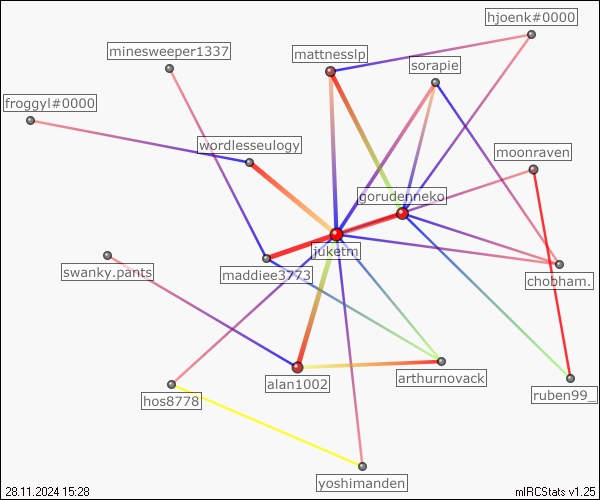 hjoenk#0000
minesweeper1337
mattnesslp
sorapie
froggyl#0000
wordlesseulogy
moonraven
gorudenneko
juketm
swanky.pants
maddiee3773
chobham.
alan1002
arthurnovack
hos8778
ruben99_
yoshimanden
28.11.2024 15:28
mIRCStats v1.25